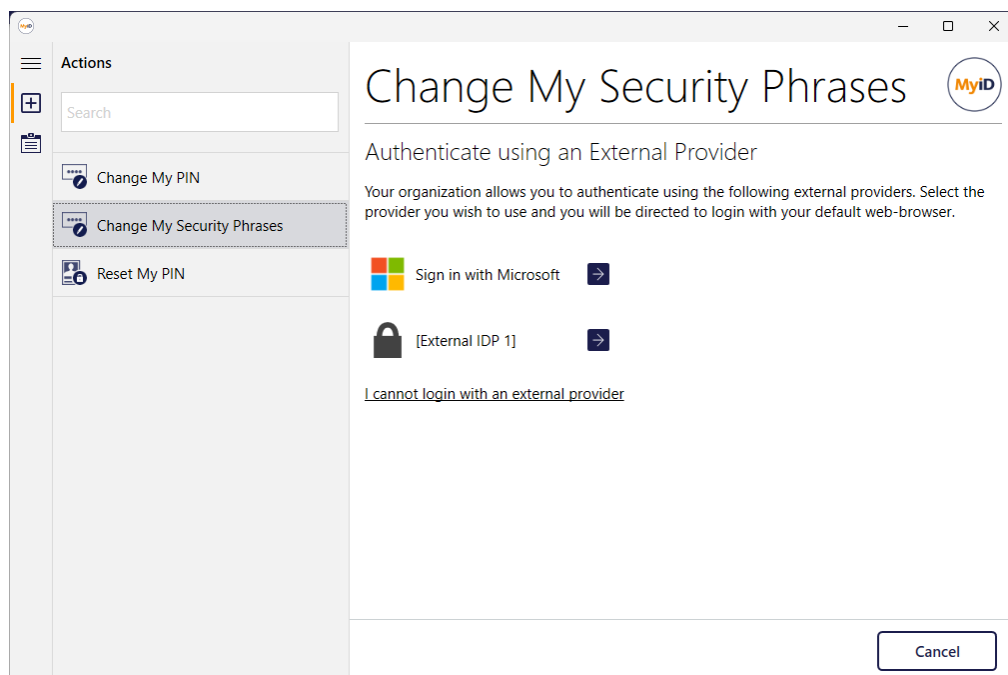 MyiD
Actions
Search
Change My PIN
Change My Security Phrases
Reset My PIN
Change My Security Phrases
MyiD
Authenticate using an External Provider
Your organization allows you to authenticate using the following external providers. Select the
provider you wish to use and you will be directed to login with your default web-browser.
Sign in with Microsoft
[External IDP 1]
I cannot login with an external provider
Cancel